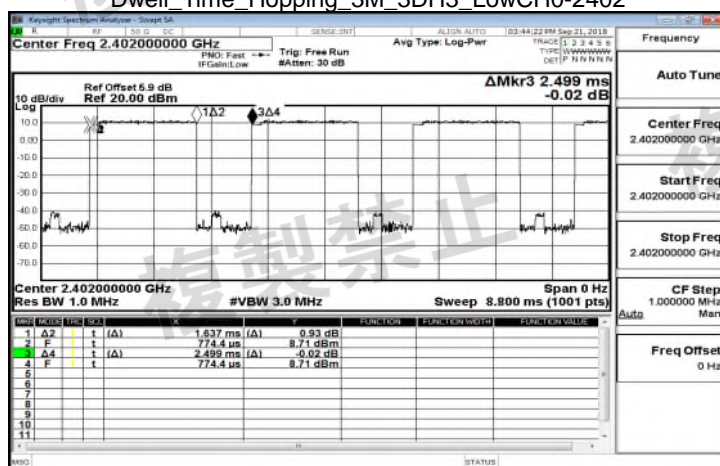 Dwell_Time_Hopping_3M_3DH3_LowCH0-2402
Keysight Spectrum Analyzer - Swept SA
R RF 50 Ω DC SENSE:INT ALIGN AUTO 03:44:22 PM Sep 21, 2018
Center Freq 2.402000000 GHz
PNO: Fast
IFGain:Low
Trig: Free Run
#Atten: 30 dB
Avg Type: Log-Pwr
TRACE 1 2 3 4 5 6
TYPE WWWWWW
DET P N N N N N
Ref Offset 6.9 dB
Ref 20.00 dBm
ΔMkr3 2.499 ms
-0.02 dB
10 dB/div
Log
10.0
0.00
-10.0
-20.0
-30.0
-40.0
-50.0
-60.0
-70.0
1Δ2
3Δ4
Center 2.402000000 GHz
Res BW 1.0 MHz
#VBW 3.0 MHz
Span 0 Hz
Sweep 8.800 ms (1001 pts)
MKR MODE TRC SCL X Y FUNCTION FUNCTION WIDTH FUNCTION VALUE
1 Δ2 t (Δ) 1.637 ms (Δ) 0.93 dB
2 F t 774.4 μs 8.71 dBm
3 Δ4 t (Δ) 2.499 ms (Δ) -0.02 dB
4 F t 774.4 μs 8.71 dBm
5
6
7
8
9
10
11
MSG
STATUS
Frequency
Auto Tune
Center Freq
2.402000000 GHz
Start Freq
2.402000000 GHz
Stop Freq
2.402000000 GHz
CF Step
1.000000 MHz
Auto Man
Freq Offset
0 Hz
複製禁止